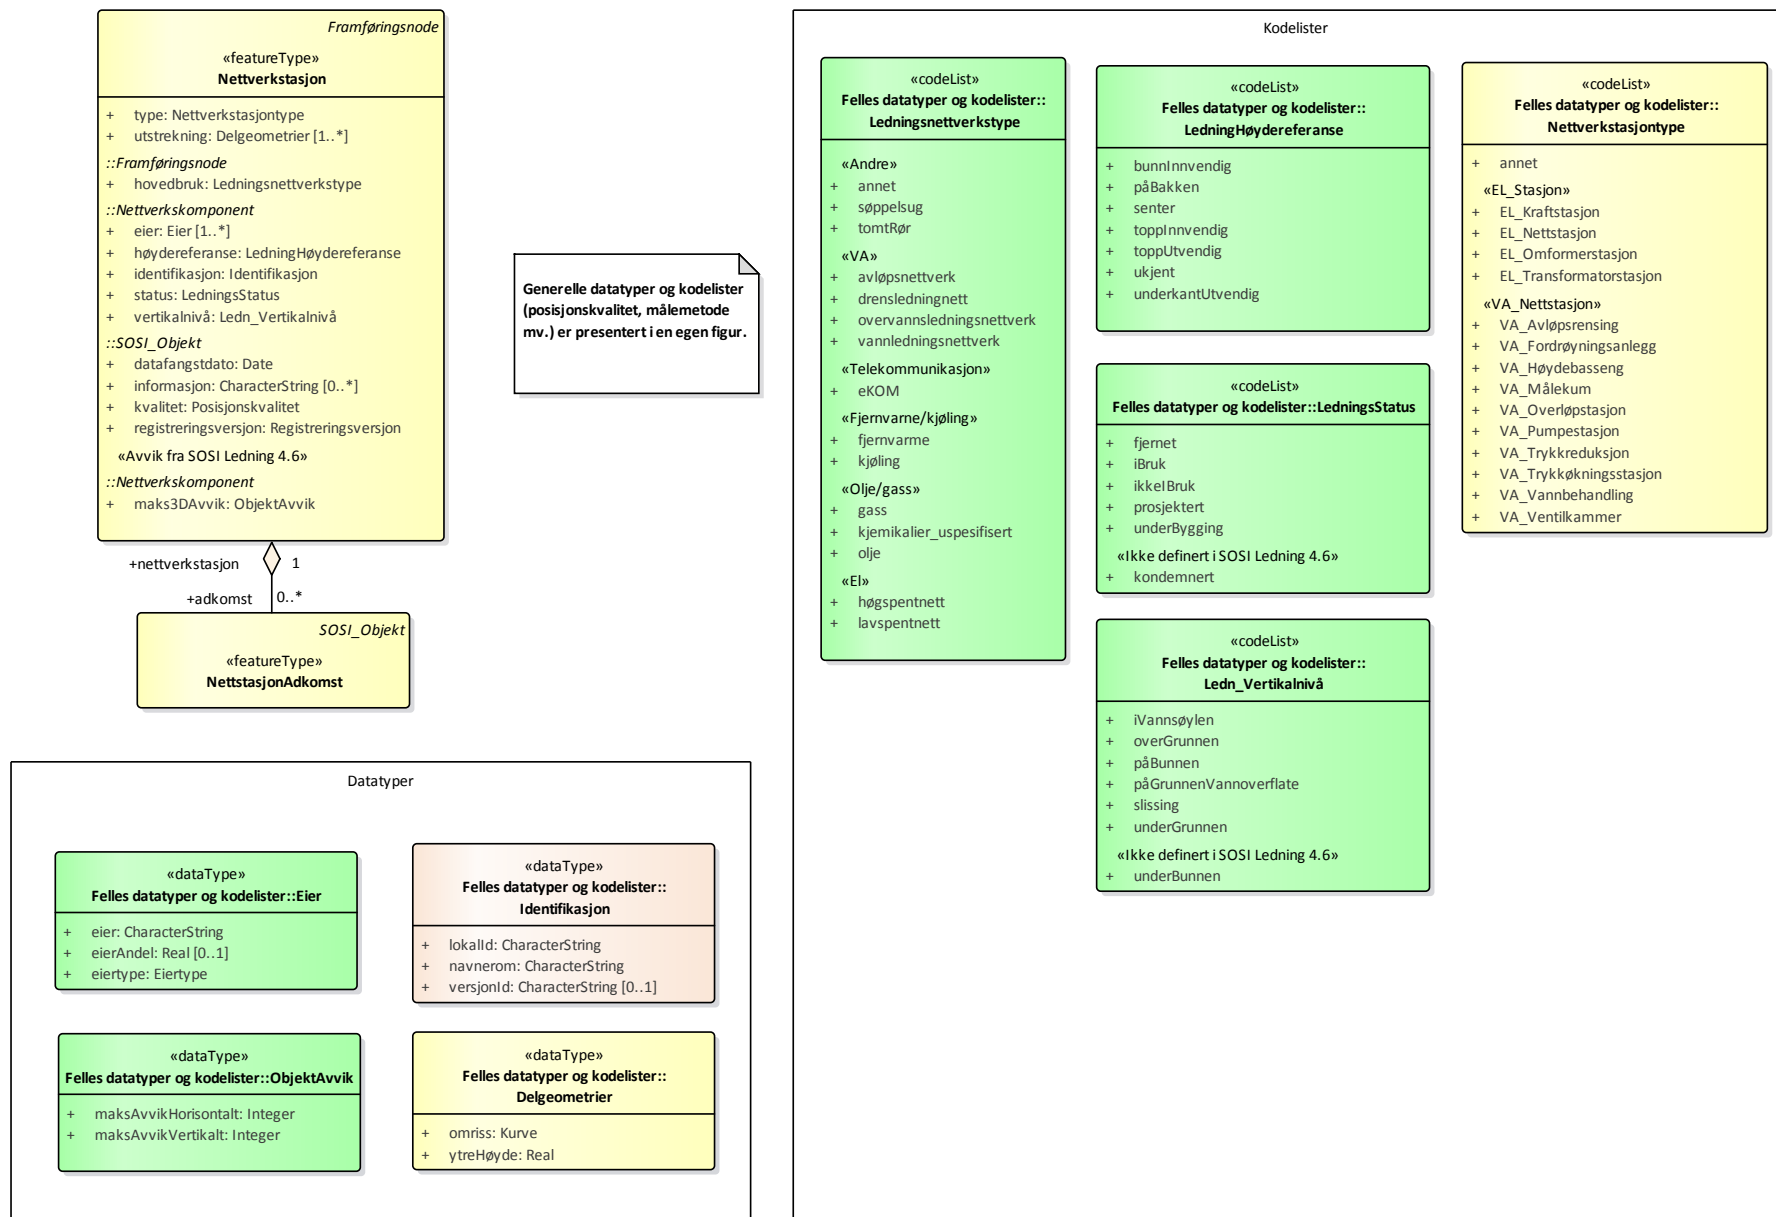 Framføringsnode
«featureType»
Nettverkstasjon
+ type: Nettverkstasjontype
+ utstrekning: Delgeometrier [1..*]
::Framføringsnode
+ hovedbruk: Ledningsnettverkstype
::Nettverkskomponent
+ eier: Eier [1..*]
+ høydereferanse: LedningHøydereferanse
+ identifikasjon: Identifikasjon
+ status: LedningsStatus
+ vertikalnivå: Ledn_Vertikalnivå
::SOSI_Objekt
+ datafangstdato: Date
+ informasjon: CharacterString [0..*]
+ kvalitet: Posisjonskvalitet
+ registreringsversjon: Registreringsversjon
«Avvik fra SOSI Ledning 4.6»
::Nettverkskomponent
+ maks3DAvvik: ObjektAvvik
+nettverkstasjon 1
+adkomst 0..*
SOSI_Objekt
«featureType»
NettstasjonAdkomst
Generelle datatyper og kodelister
(posisjonskvalitet, målemetode
mv.) er presentert i en egen figur.
Datatyper
«dataType»
Felles datatyper og kodelister::Eier
+ eier: CharacterString
+ eierAndel: Real [0..1]
+ eiertype: Eiertype
«dataType»
Felles datatyper og kodelister::
Identifikasjon
+ lokalId: CharacterString
+ navnerom: CharacterString
+ versjonId: CharacterString [0..1]
«dataType»
Felles datatyper og kodelister::ObjektAvvik
+ maksAvvikHorisontalt: Integer
+ maksAvvikVertikalt: Integer
«dataType»
Felles datatyper og kodelister::
Delgeometrier
+ omriss: Kurve
+ ytreHøyde: Real
Kodelister
«codeList»
Felles datatyper og kodelister::
Ledningsnettverkstype
«Andre»
+ annet
+ søppelsug
+ tomtRør
«VA»
+ avløpsnettverk
+ drensledningnett
+ overvannsledningsnettverk
+ vannledningsnettverk
«Telekommunikasjon»
+ eKOM
«Fjernvarne/kjøling»
+ fjernvarme
+ kjøling
«Olje/gass»
+ gass
+ kjemikalier_uspesifisert
+ olje
«El»
+ høgspentnett
+ lavspentnett
«codeList»
Felles datatyper og kodelister::
LedningHøydereferanse
+ bunnInnvendig
+ påBakken
+ senter
+ toppInnvendig
+ toppUtvendig
+ ukjent
+ underkantUtvendig
«codeList»
Felles datatyper og kodelister::LedningsStatus
+ fjernet
+ iBruk
+ ikkeIBruk
+ prosjektert
+ underBygging
«Ikke definert i SOSI Ledning 4.6»
+ kondemnert
«codeList»
Felles datatyper og kodelister::
Ledn_Vertikalnivå
+ iVannsøylen
+ overGrunnen
+ påBunnen
+ påGrunnenVannoverflate
+ slissing
+ underGrunnen
«Ikke definert i SOSI Ledning 4.6»
+ underBunnen
«codeList»
Felles datatyper og kodelister::
Nettverkstasjontype
+ annet
«EL_Stasjon»
+ EL_Kraftstasjon
+ EL_Nettstasjon
+ EL_Omformerstasjon
+ EL_Transformatorstasjon
«VA_Nettstasjon»
+ VA_Avløpsrensing
+ VA_Fordrøyningsanlegg
+ VA_Høydebasseng
+ VA_Målekum
+ VA_Overløpstasjon
+ VA_Pumpestasjon
+ VA_Trykkreduksjon
+ VA_Trykkøkningsstasjon
+ VA_Vannbehandling
+ VA_Ventilkammer